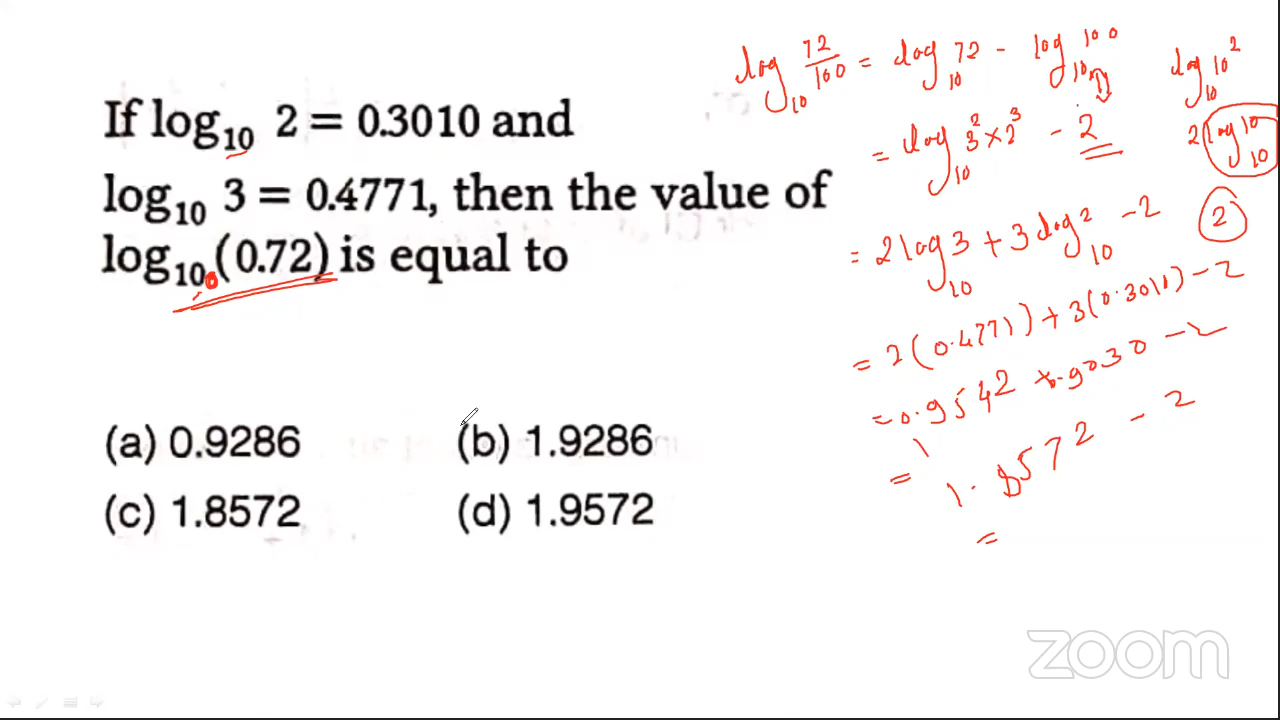 If log₁₀ 2 = 0.3010 and
log₁₀ 3 = 0.4771, then the value of
log₁₀(0.72) is equal to
(a) 0.9286 (b) 1.9286
(c) 1.8572 (d) 1.9572
log₁₀ 72/100 = log₁₀ 72 - log₁₀ 100
= log₁₀ 3² × 2³ - 2
= 2 log₁₀ 3 + 3 log₁₀ 2 - 2
= 2(0.4771) + 3(0.3010) - 2
= 0.9542 + 0.9030 - 2
= 1.8572 - 2
=
log₁₀ 10²
2 log₁₀ 10
2
zoom